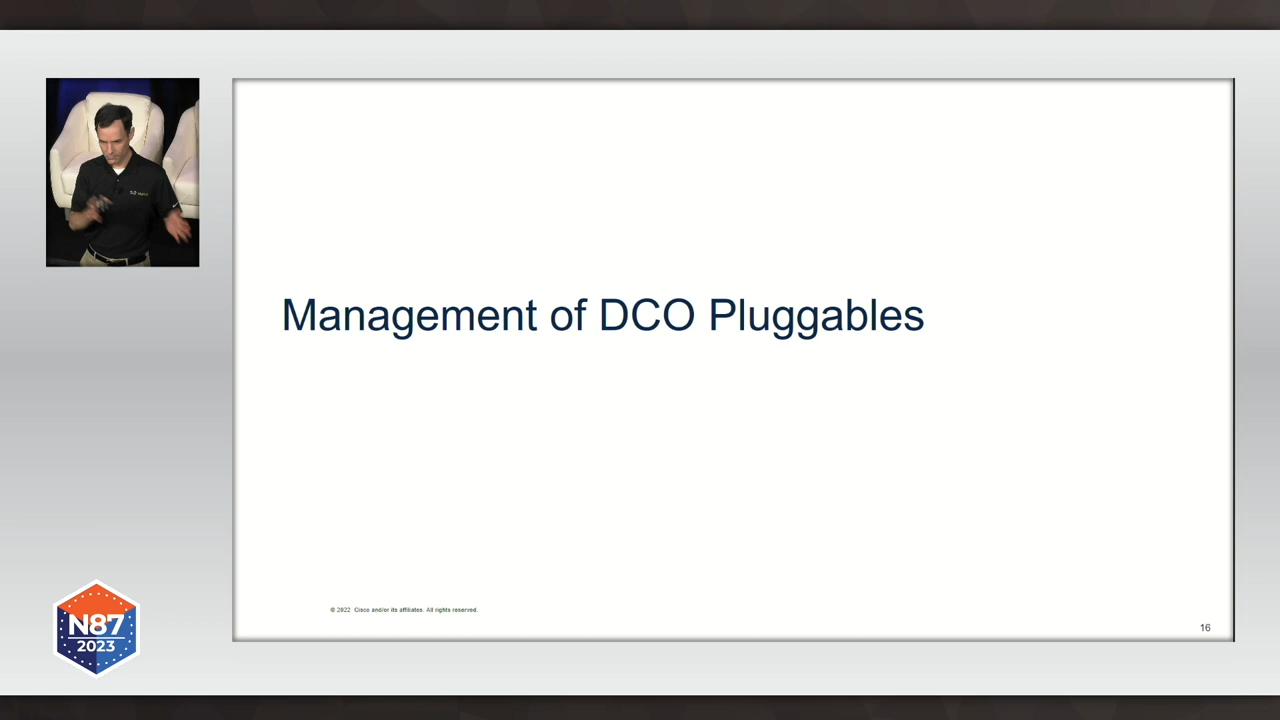 Management of DCO Pluggables
© 2022 Cisco and/or its affiliates. All rights reserved.
16
N87
2023